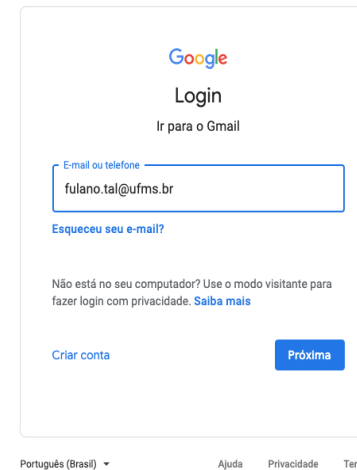 Google
Login
Ir para o Gmail
E-mail ou telefone
fulano.tal@ufms.br
Esqueceu seu e-mail?
Não está no seu computador? Use o modo visitante para
fazer login com privacidade. Saiba mais
Criar conta Próxima
Português (Brasil) Ajuda Privacidade